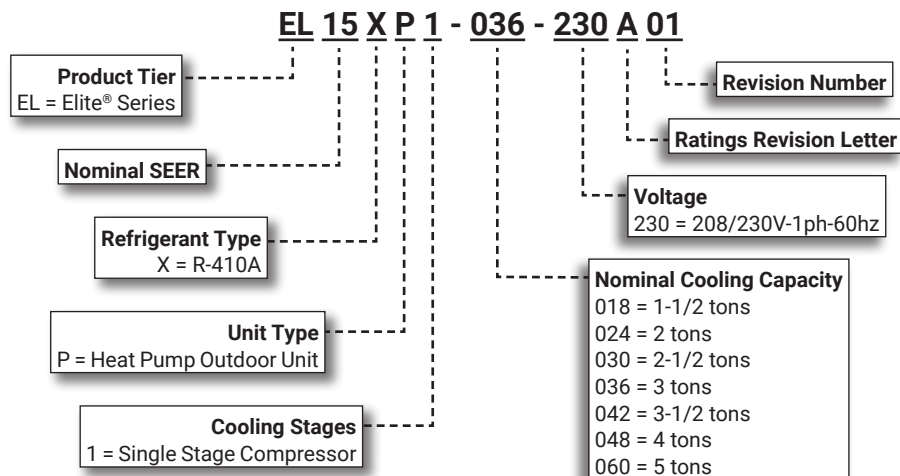 EL 15 X P 1 - 036 - 230 A 01
Product Tier
EL = Elite® Series
Nominal SEER
Refrigerant Type
X = R-410A
Unit Type
P = Heat Pump Outdoor Unit
Cooling Stages
1 = Single Stage Compressor
Revision Number
Ratings Revision Letter
Voltage
230 = 208/230V-1ph-60hz
Nominal Cooling Capacity
018 = 1-1/2 tons
024 = 2 tons
030 = 2-1/2 tons
036 = 3 tons
042 = 3-1/2 tons
048 = 4 tons
060 = 5 tons